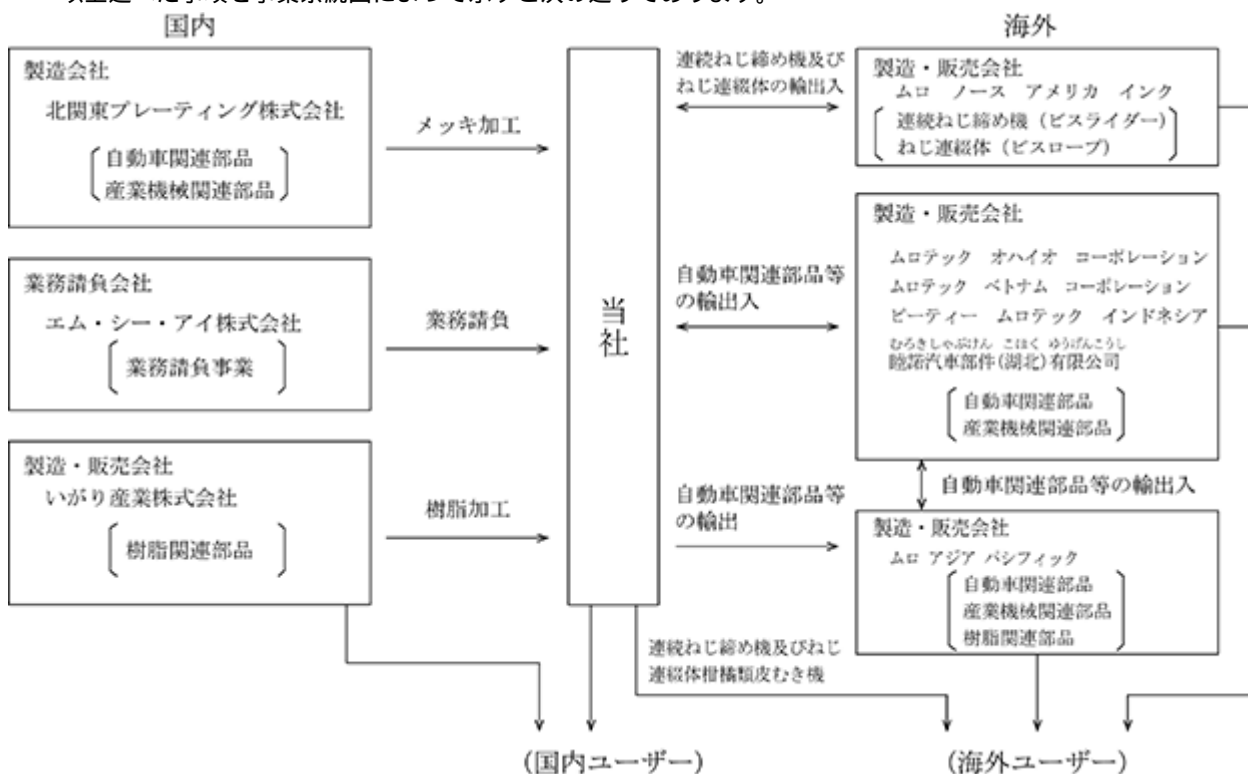 国内
海外
製造会社
北関東プレーティング株式会社
自動車関連部品
産業機械関連部品
メッキ加工
業務請負会社
エム・シー・アイ株式会社
業務請負事業
業務請負
製造・販売会社
いがり産業株式会社
樹脂関連部品
樹脂加工
当社
連続ねじ締め機及び
ねじ連綴体の輸出入
製造・販売会社
ムロ ノース アメリカ インク
連続ねじ締め機（ビスライダー）
ねじ連綴体（ビスロープ）
自動車関連部品等
の輸出入
製造・販売会社
ムロテック オハイオ コーポレーション
ムロテック ベトナム コーポレーション
ピーティー ムロテック インドネシア
むろきしゃぶけん こほく ゆうげんこうし
睦諾汽車部件(湖北)有限公司
自動車関連部品
産業機械関連部品
自動車関連部品等の輸出入
自動車関連部品等
の輸出
製造・販売会社
ムロ アジア パシフィック
自動車関連部品
産業機械関連部品
樹脂関連部品
連続ねじ締め機及びねじ
連綴体柑橘類皮むき機
(国内ユーザー)
(海外ユーザー)